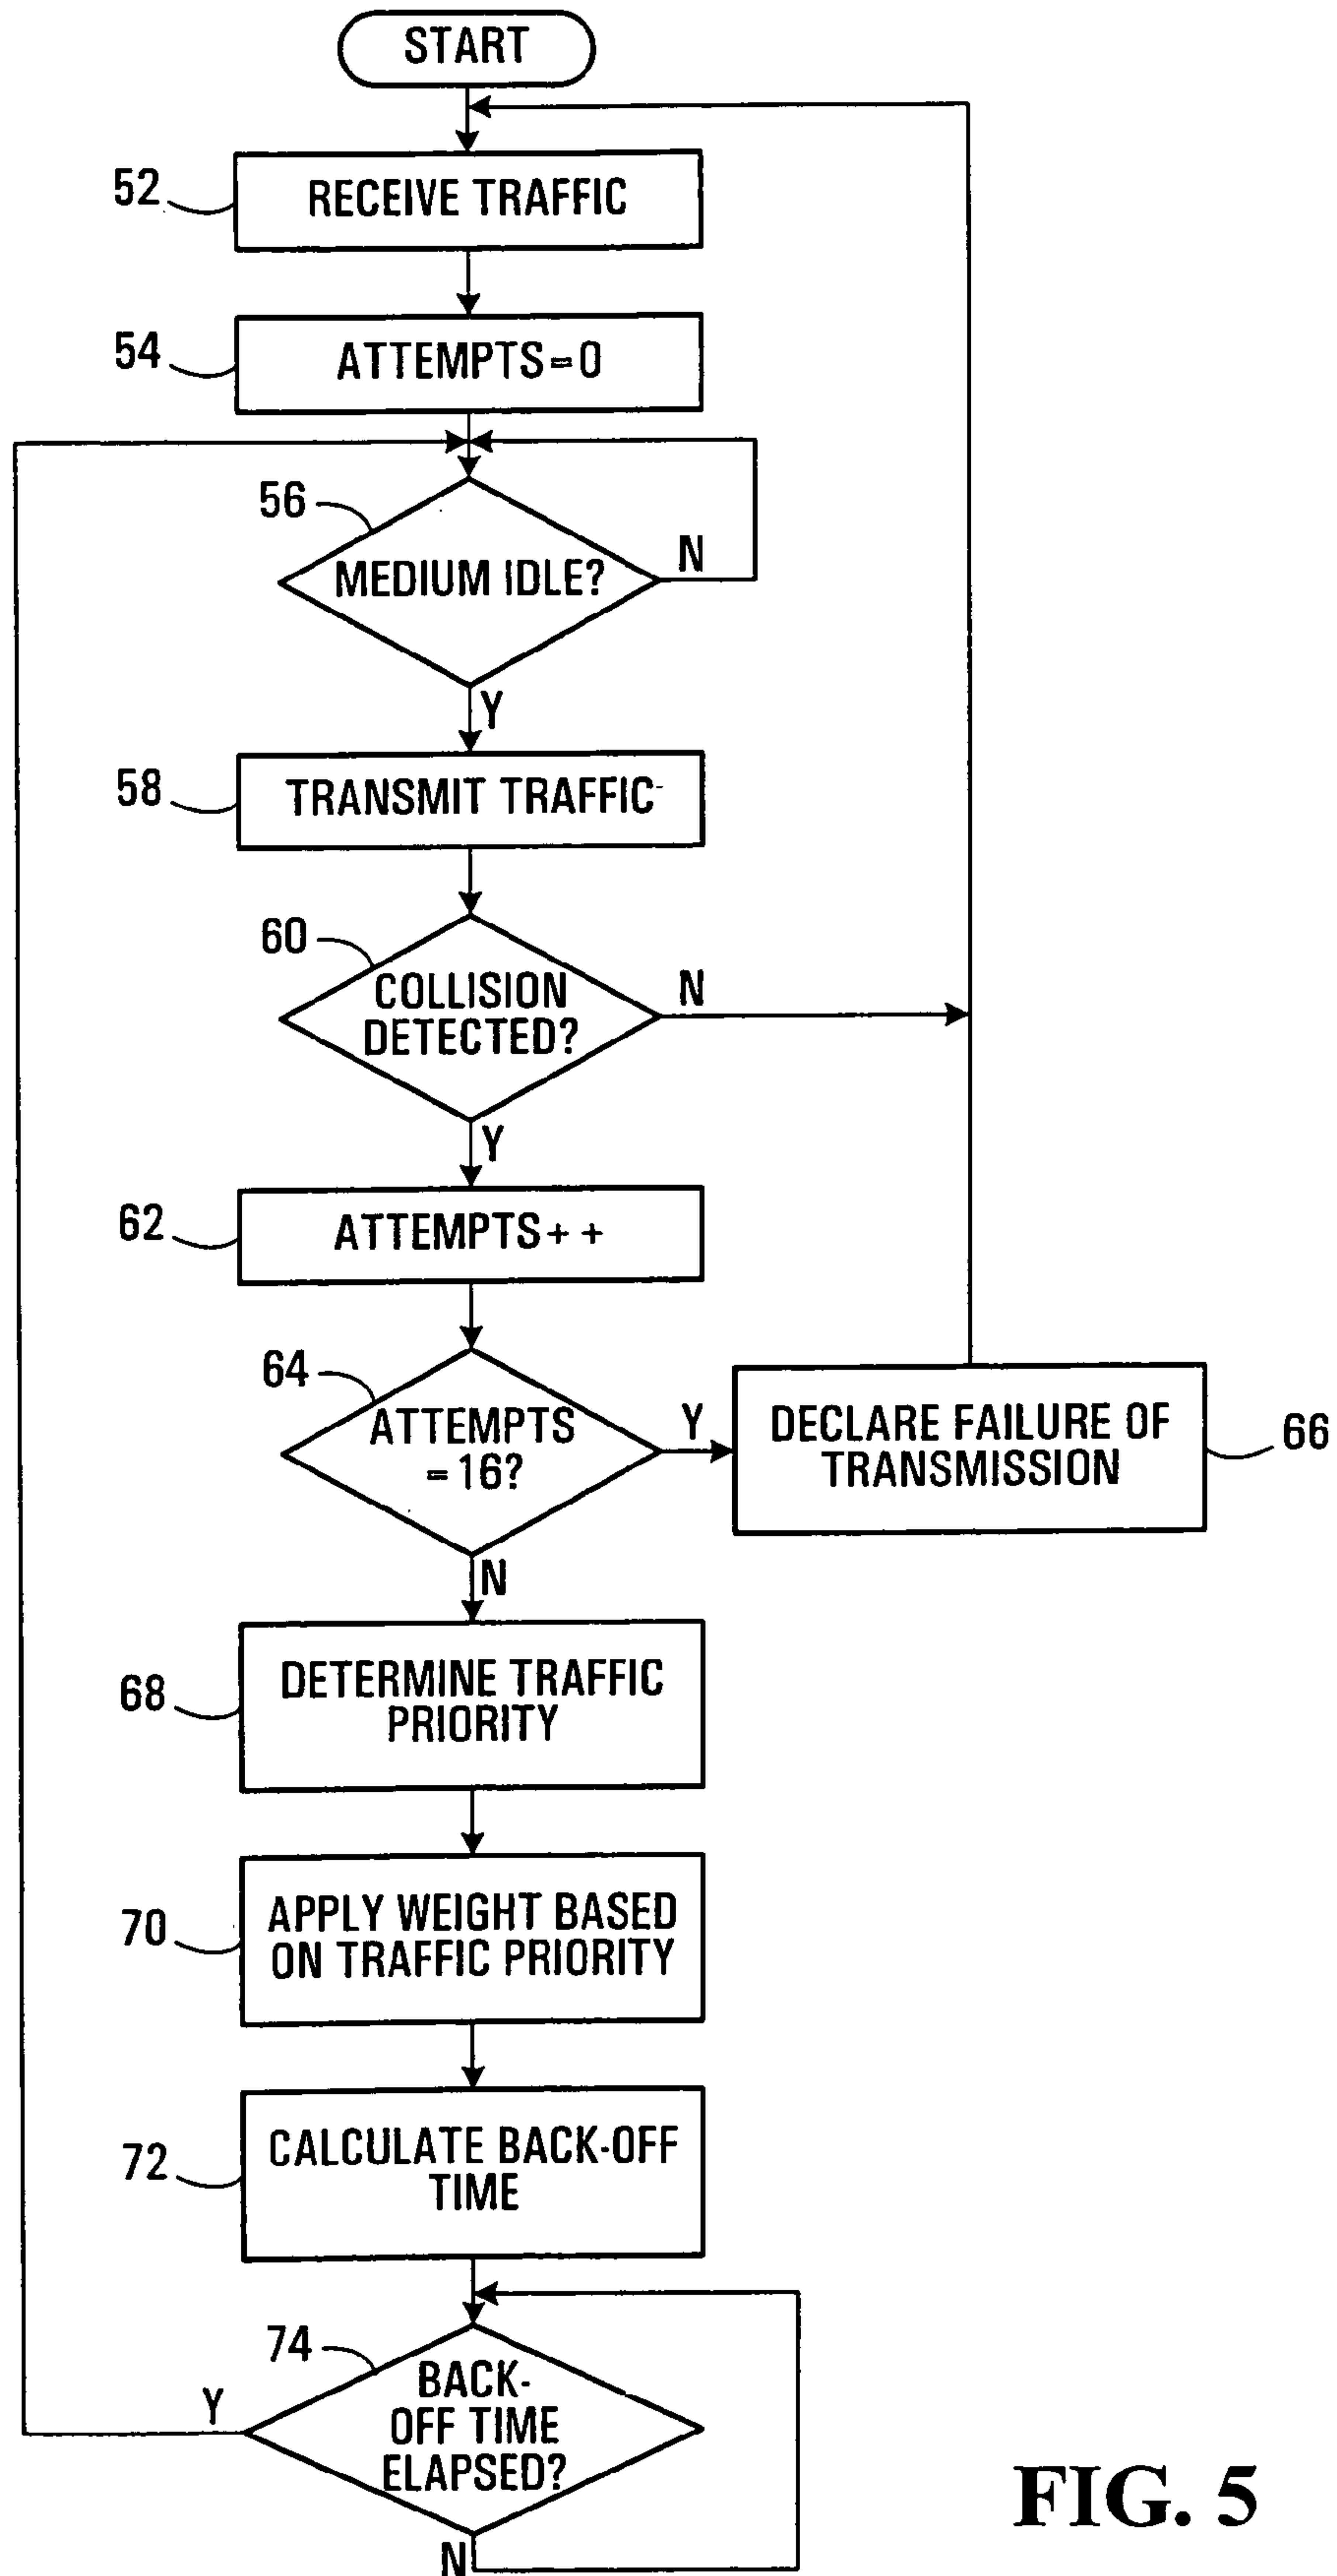 START
52
RECEIVE TRAFFIC
54
ATTEMPTS=0
56
MEDIUM IDLE?
N
Y
58
TRANSMIT TRAFFIC
60
COLLISION
DETECTED?
N
Y
62
ATTEMPTS++
64
ATTEMPTS
=16?
Y
DECLARE FAILURE OF
TRANSMISSION
66
N
68
DETERMINE TRAFFIC
PRIORITY
70
APPLY WEIGHT BASED
ON TRAFFIC PRIORITY
72
CALCULATE BACK-OFF
TIME
74
BACK-
OFF TIME
ELAPSED?
Y
N
FIG. 5